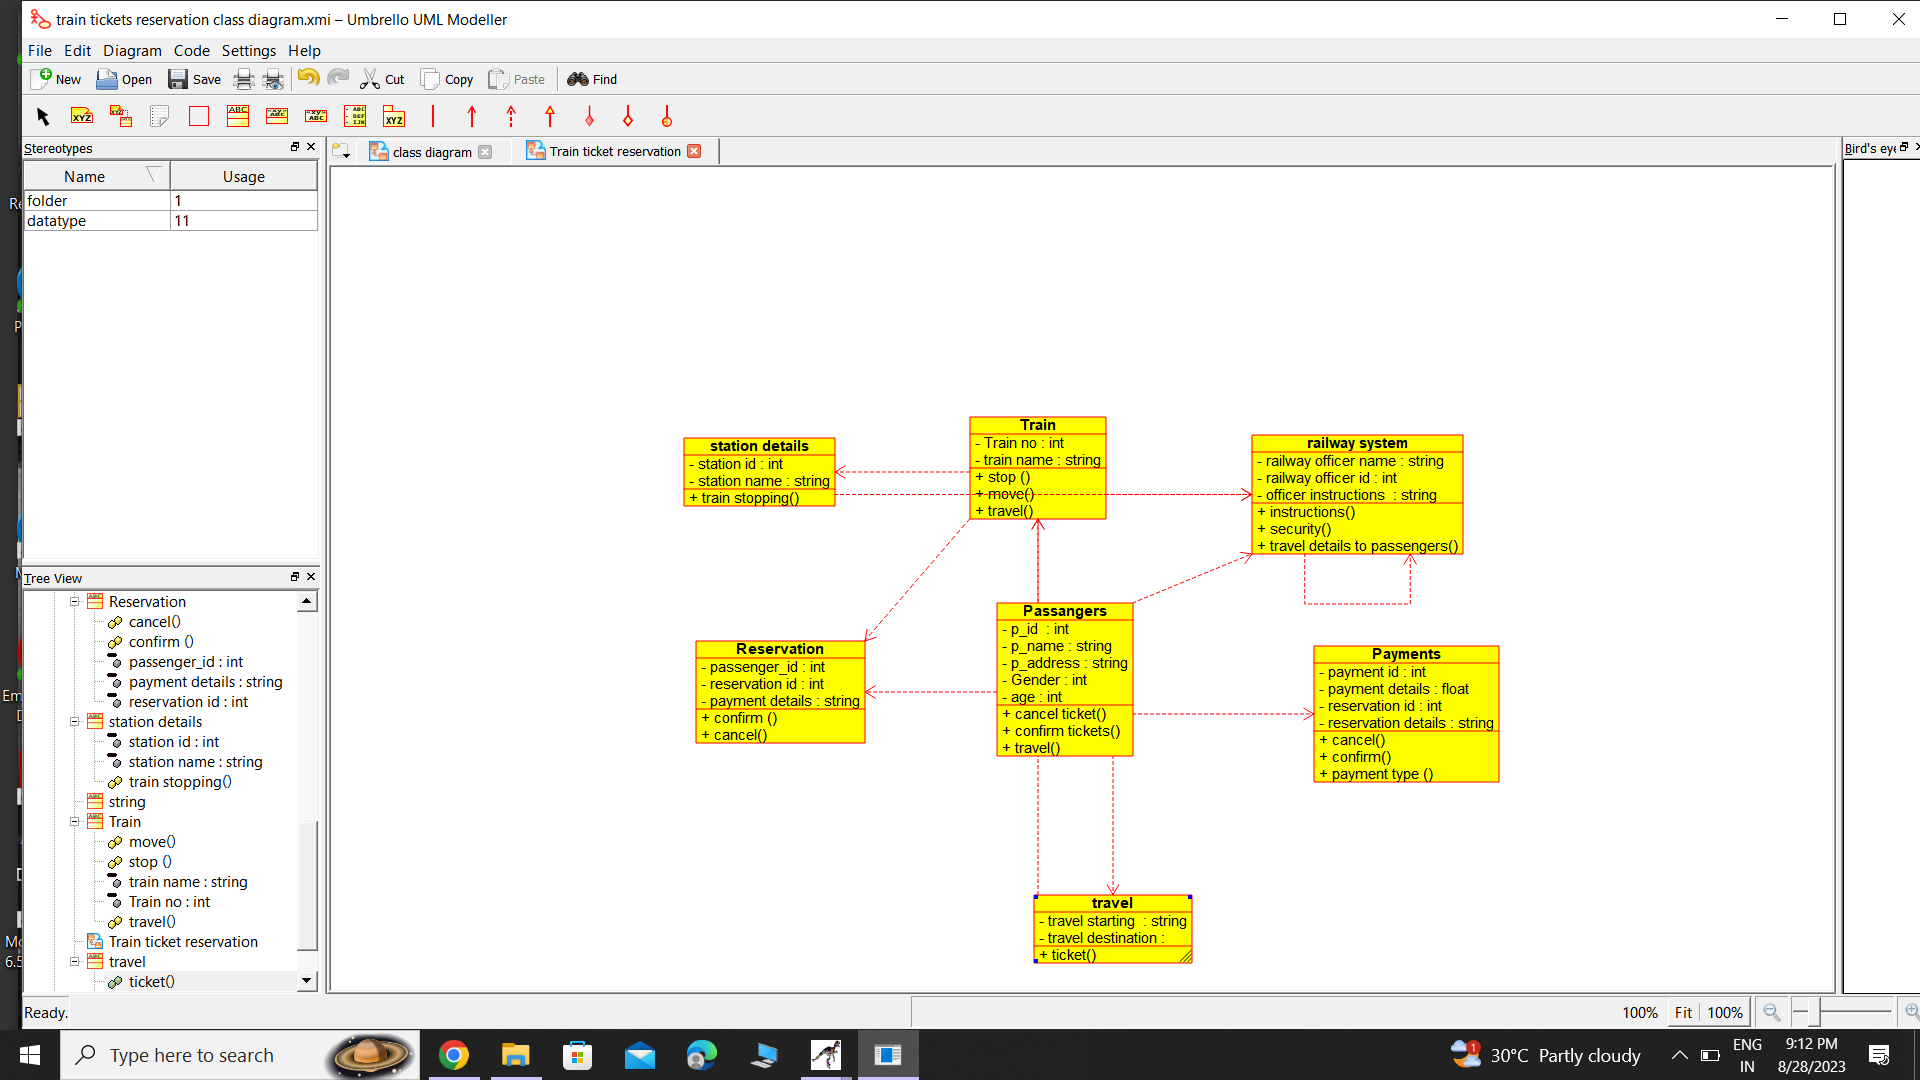 train tickets reservation class diagram.xmi – Umbrello UML Modeller
File Edit Diagram Code Settings Help
New Open Save Cut Copy Paste Find
Stereotypes
class diagram
Train ticket reservation
Bird's eye
Name Usage
folder 1
datatype 11
Tree View
Reservation
cancel()
confirm ()
passenger_id : int
payment details : string
reservation id : int
station details
station id : int
station name : string
train stopping()
string
Train
move()
stop ()
train name : string
Train no : int
travel()
Train ticket reservation
travel
ticket()
station details
- station id : int
- station name : string
+ train stopping()
Train
- Train no : int
- train name : string
+ stop ()
+ move()
+ travel()
railway system
- railway officer name : string
- railway officer id : int
- officer instructions  : string
+ instructions()
+ security()
+ travel details to passengers()
Reservation
- passenger_id : int
- reservation id : int
- payment details : string
+ confirm ()
+ cancel()
Passangers
- p_id  : int
- p_name : string
- p_address : string
- Gender : int
- age : int
+ cancel ticket()
+ confirm tickets()
+ travel()
Payments
- payment id : int
- payment details : float
- reservation id : int
- reservation details : string
+ cancel()
+ confirm()
+ payment type ()
travel
- travel starting  : string
- travel destination :
+ ticket()
Ready.
100% Fit 100%
Type here to search
1
30°C Partly cloudy
ENG
IN
9:12 PM
8/28/2023